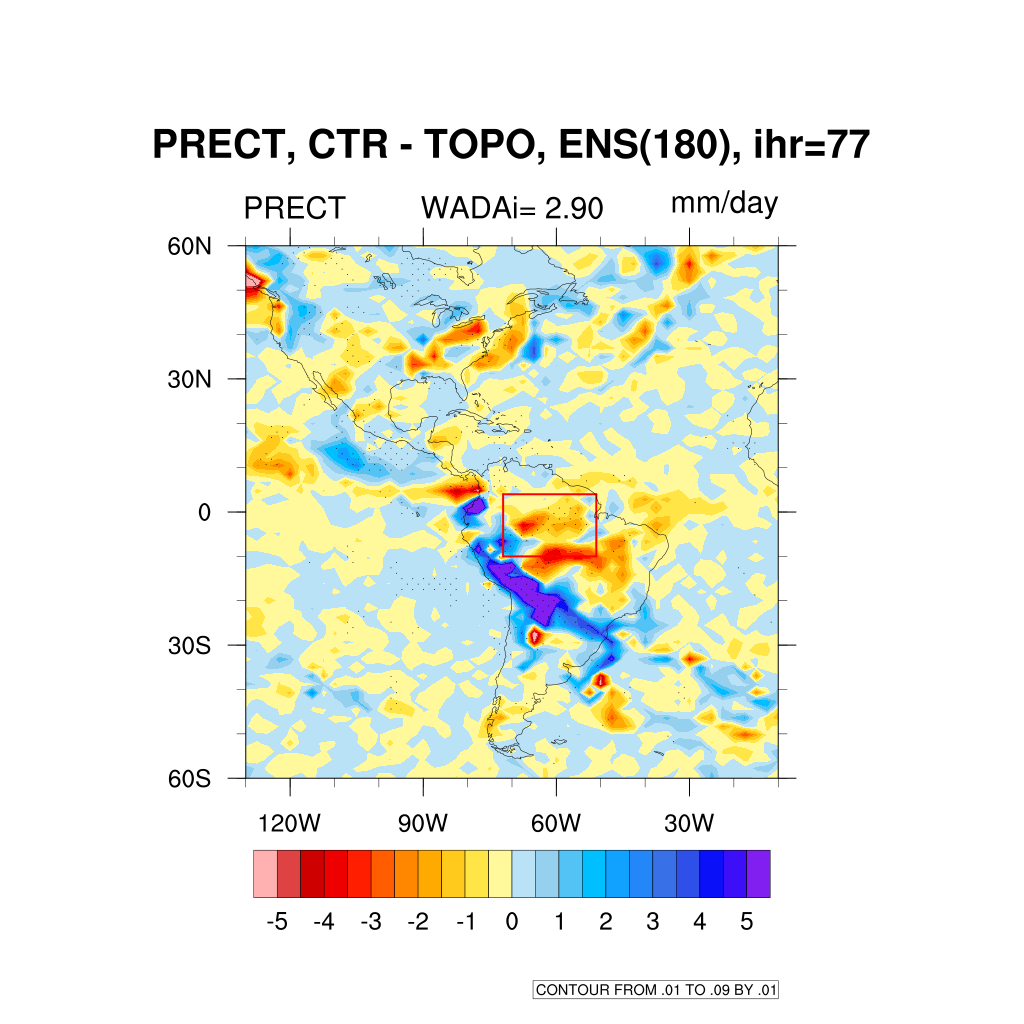 PRECT, CTR - TOPO, ENS(180), ihr=77
PRECT WADAi= 2.90 mm/day
60N
30N
0
30S
60S
120W 90W 60W 30W
-5 -4 -3 -2 -1 0 1 2 3 4 5
CONTOUR FROM .01 TO .09 BY .01